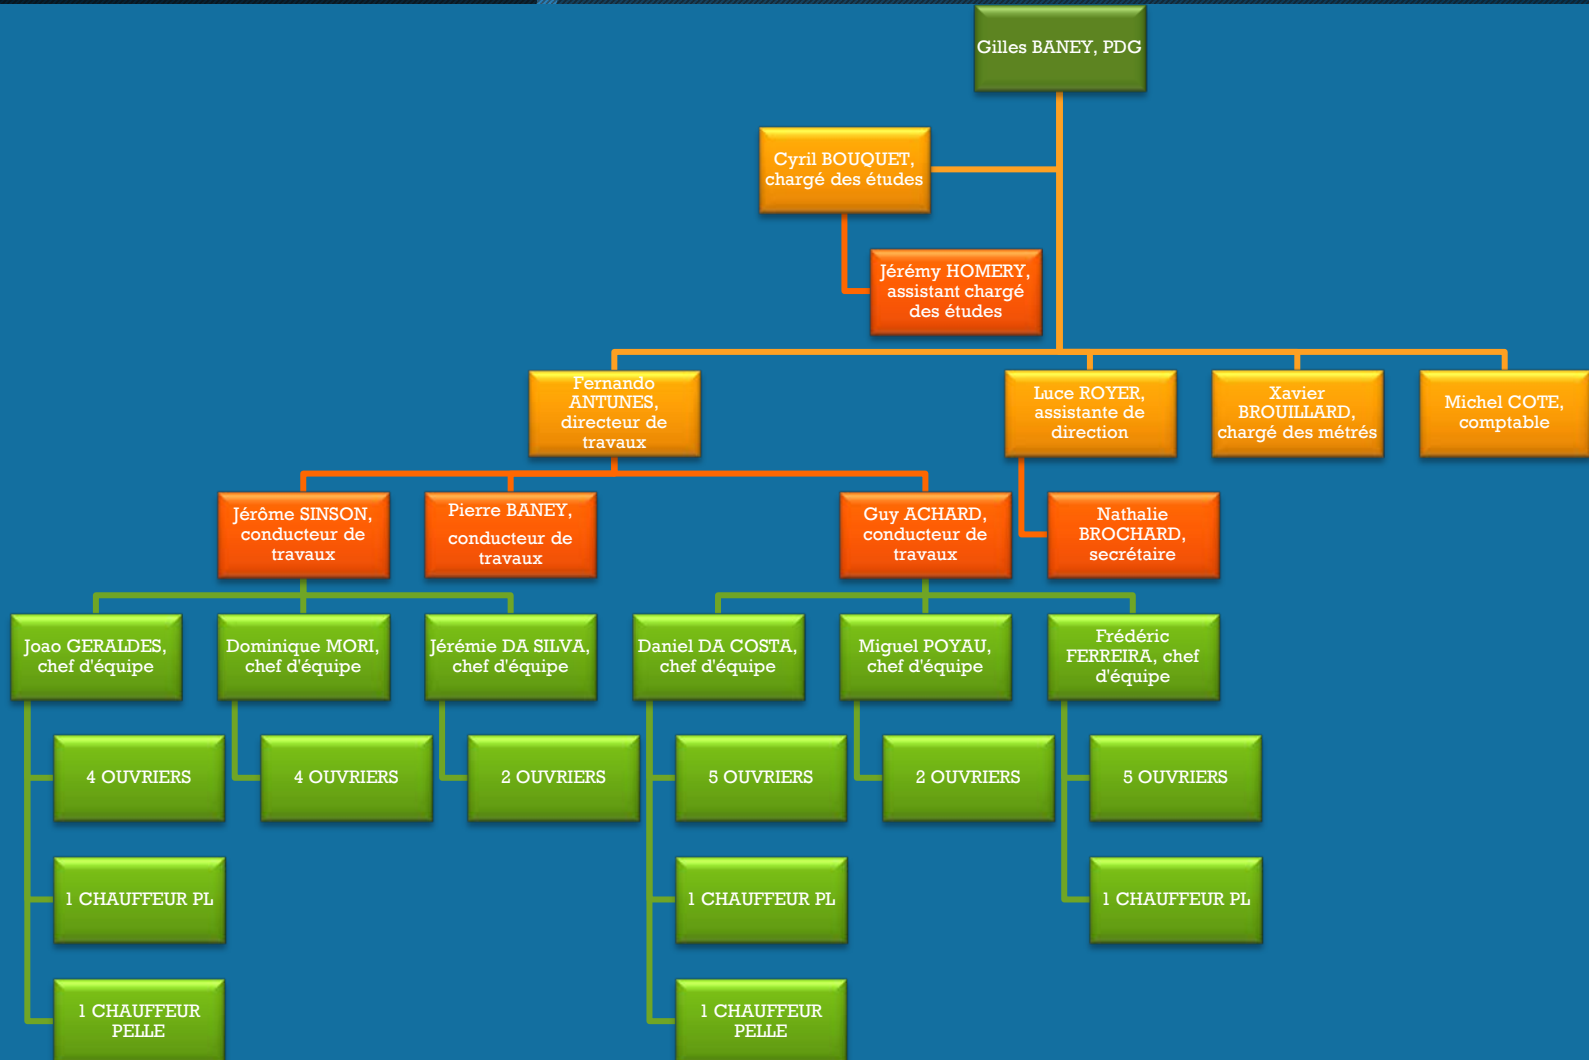 Gilles BANEY, PDG
Cyril BOUQUET,
chargé des études
Jérémy HOMERY,
assistant chargé
des études
Fernando
ANTUNES,
directeur de
travaux
Luce ROYER,
assistante de
direction
Xavier
BROUILLARD,
chargé des métrés
Michel COTE,
comptable
Jérôme SINSON,
conducteur de
travaux
Pierre BANEY,
conducteur de
travaux
Guy ACHARD,
conducteur de
travaux
Nathalie
BROCHARD,
secrétaire
Joao GERALDES,
chef d'équipe
Dominique MORI,
chef d'équipe
Jérémie DA SILVA,
chef d'équipe
Daniel DA COSTA,
chef d'équipe
Miguel POYAU,
chef d'équipe
Frédéric
FERREIRA, chef
d'équipe
4 OUVRIERS
4 OUVRIERS
2 OUVRIERS
5 OUVRIERS
2 OUVRIERS
5 OUVRIERS
1 CHAUFFEUR PL
1 CHAUFFEUR PL
1 CHAUFFEUR PL
1 CHAUFFEUR
PELLE
1 CHAUFFEUR
PELLE